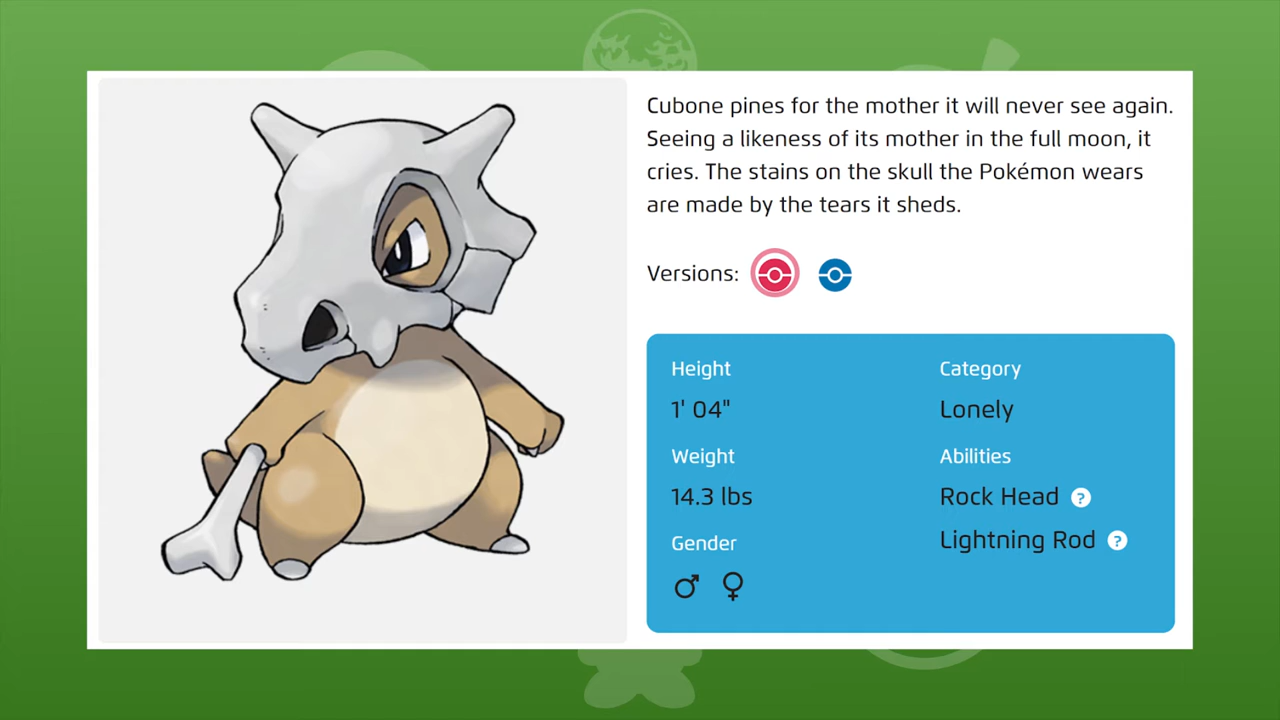 Cubone pines for the mother it will never see again.
Seeing a likeness of its mother in the full moon, it
cries. The stains on the skull the Pokémon wears
are made by the tears it sheds.
Versions:
Height
1' 04"
Weight
14.3 lbs
Gender
♂ ♀
Category
Lonely
Abilities
Rock Head ?
Lightning Rod ?